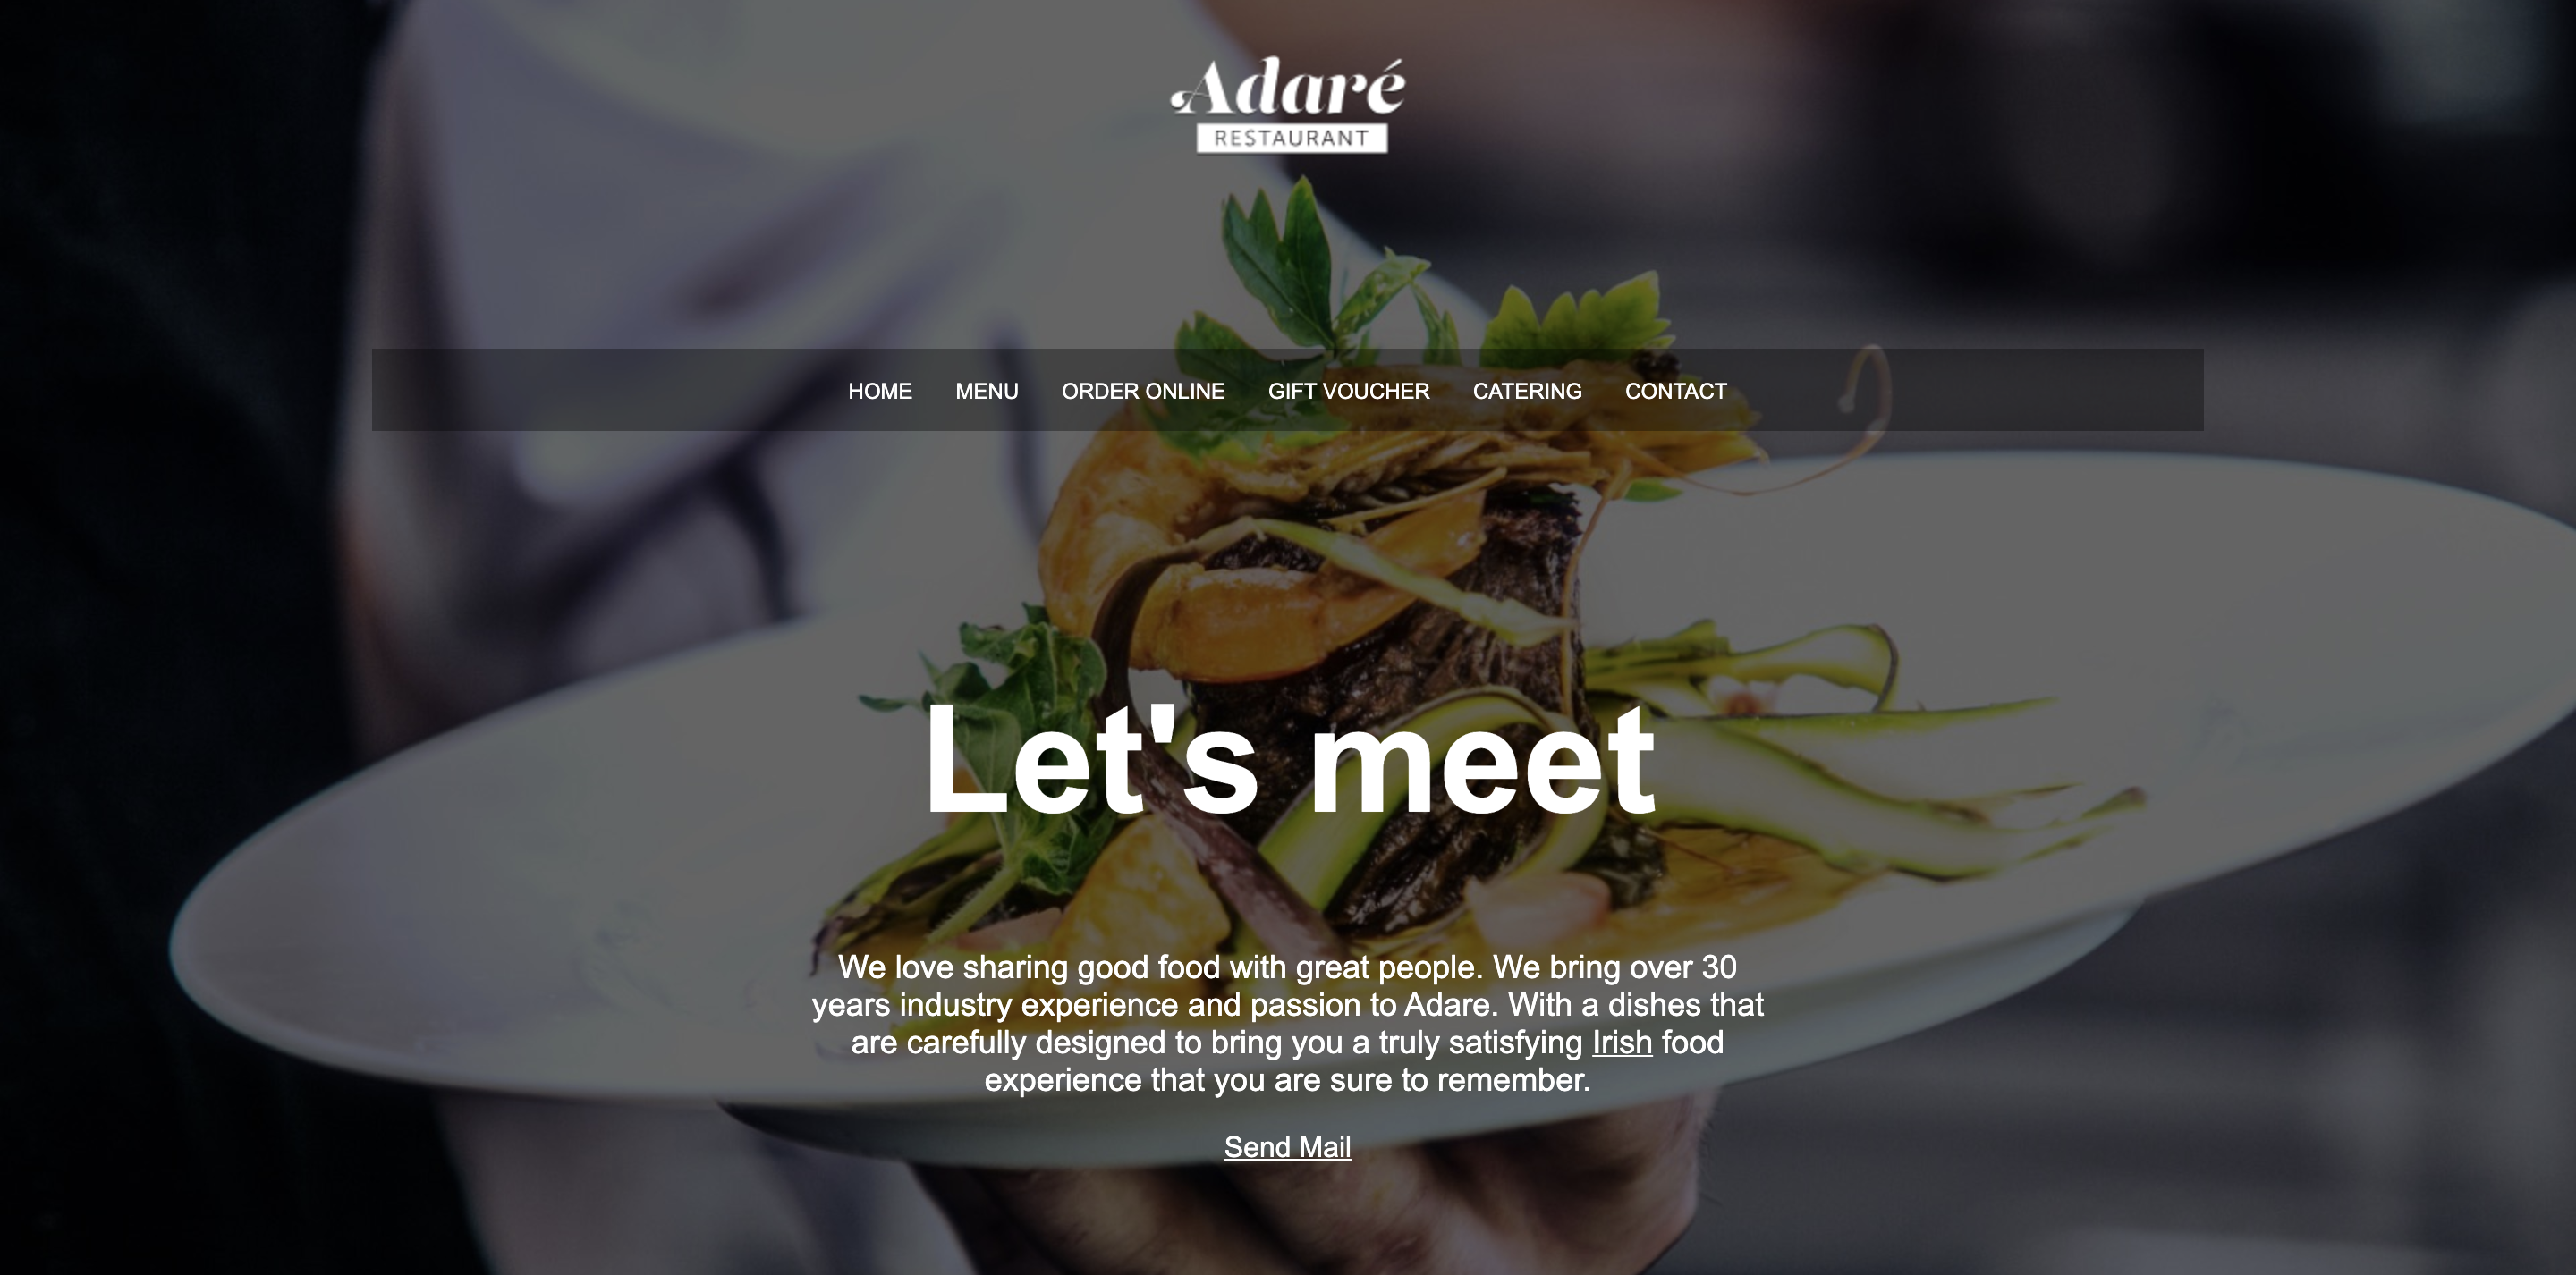 Adaré
RESTAURANT
HOME MENU ORDER ONLINE GIFT VOUCHER CATERING CONTACT
Let's meet
We love sharing good food with great people. We bring over 30
years industry experience and passion to Adare. With a dishes that
are carefully designed to bring you a truly satisfying Irish food
experience that you are sure to remember.
Send Mail